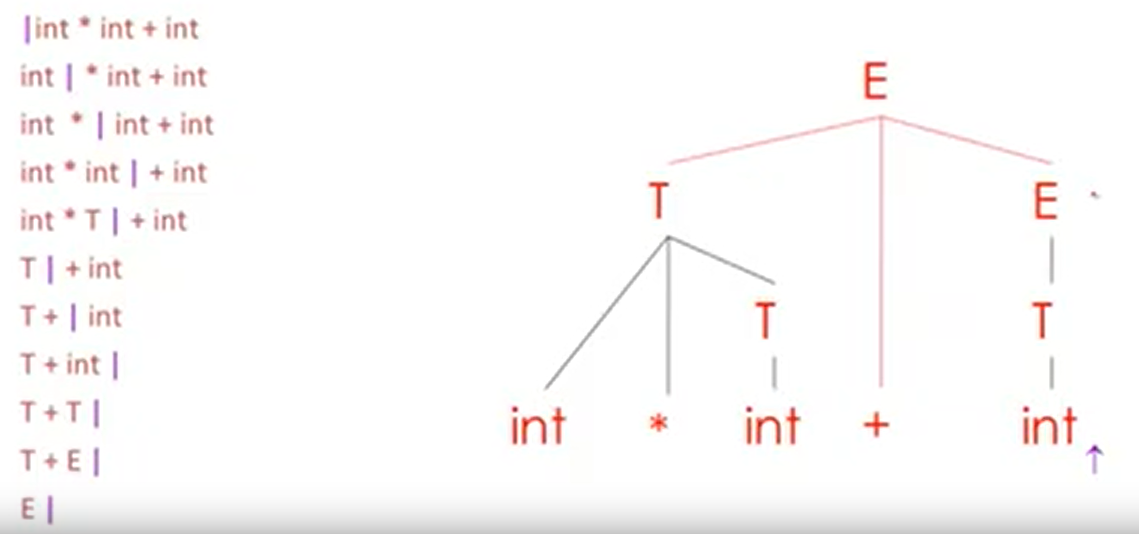 |int * int + int
int | * int + int
int * | int + int
int * int | + int
int * T | + int
T | + int
T + | int
T + int |
T + T |
T + E |
E |
E
T E
T T
int * int + int